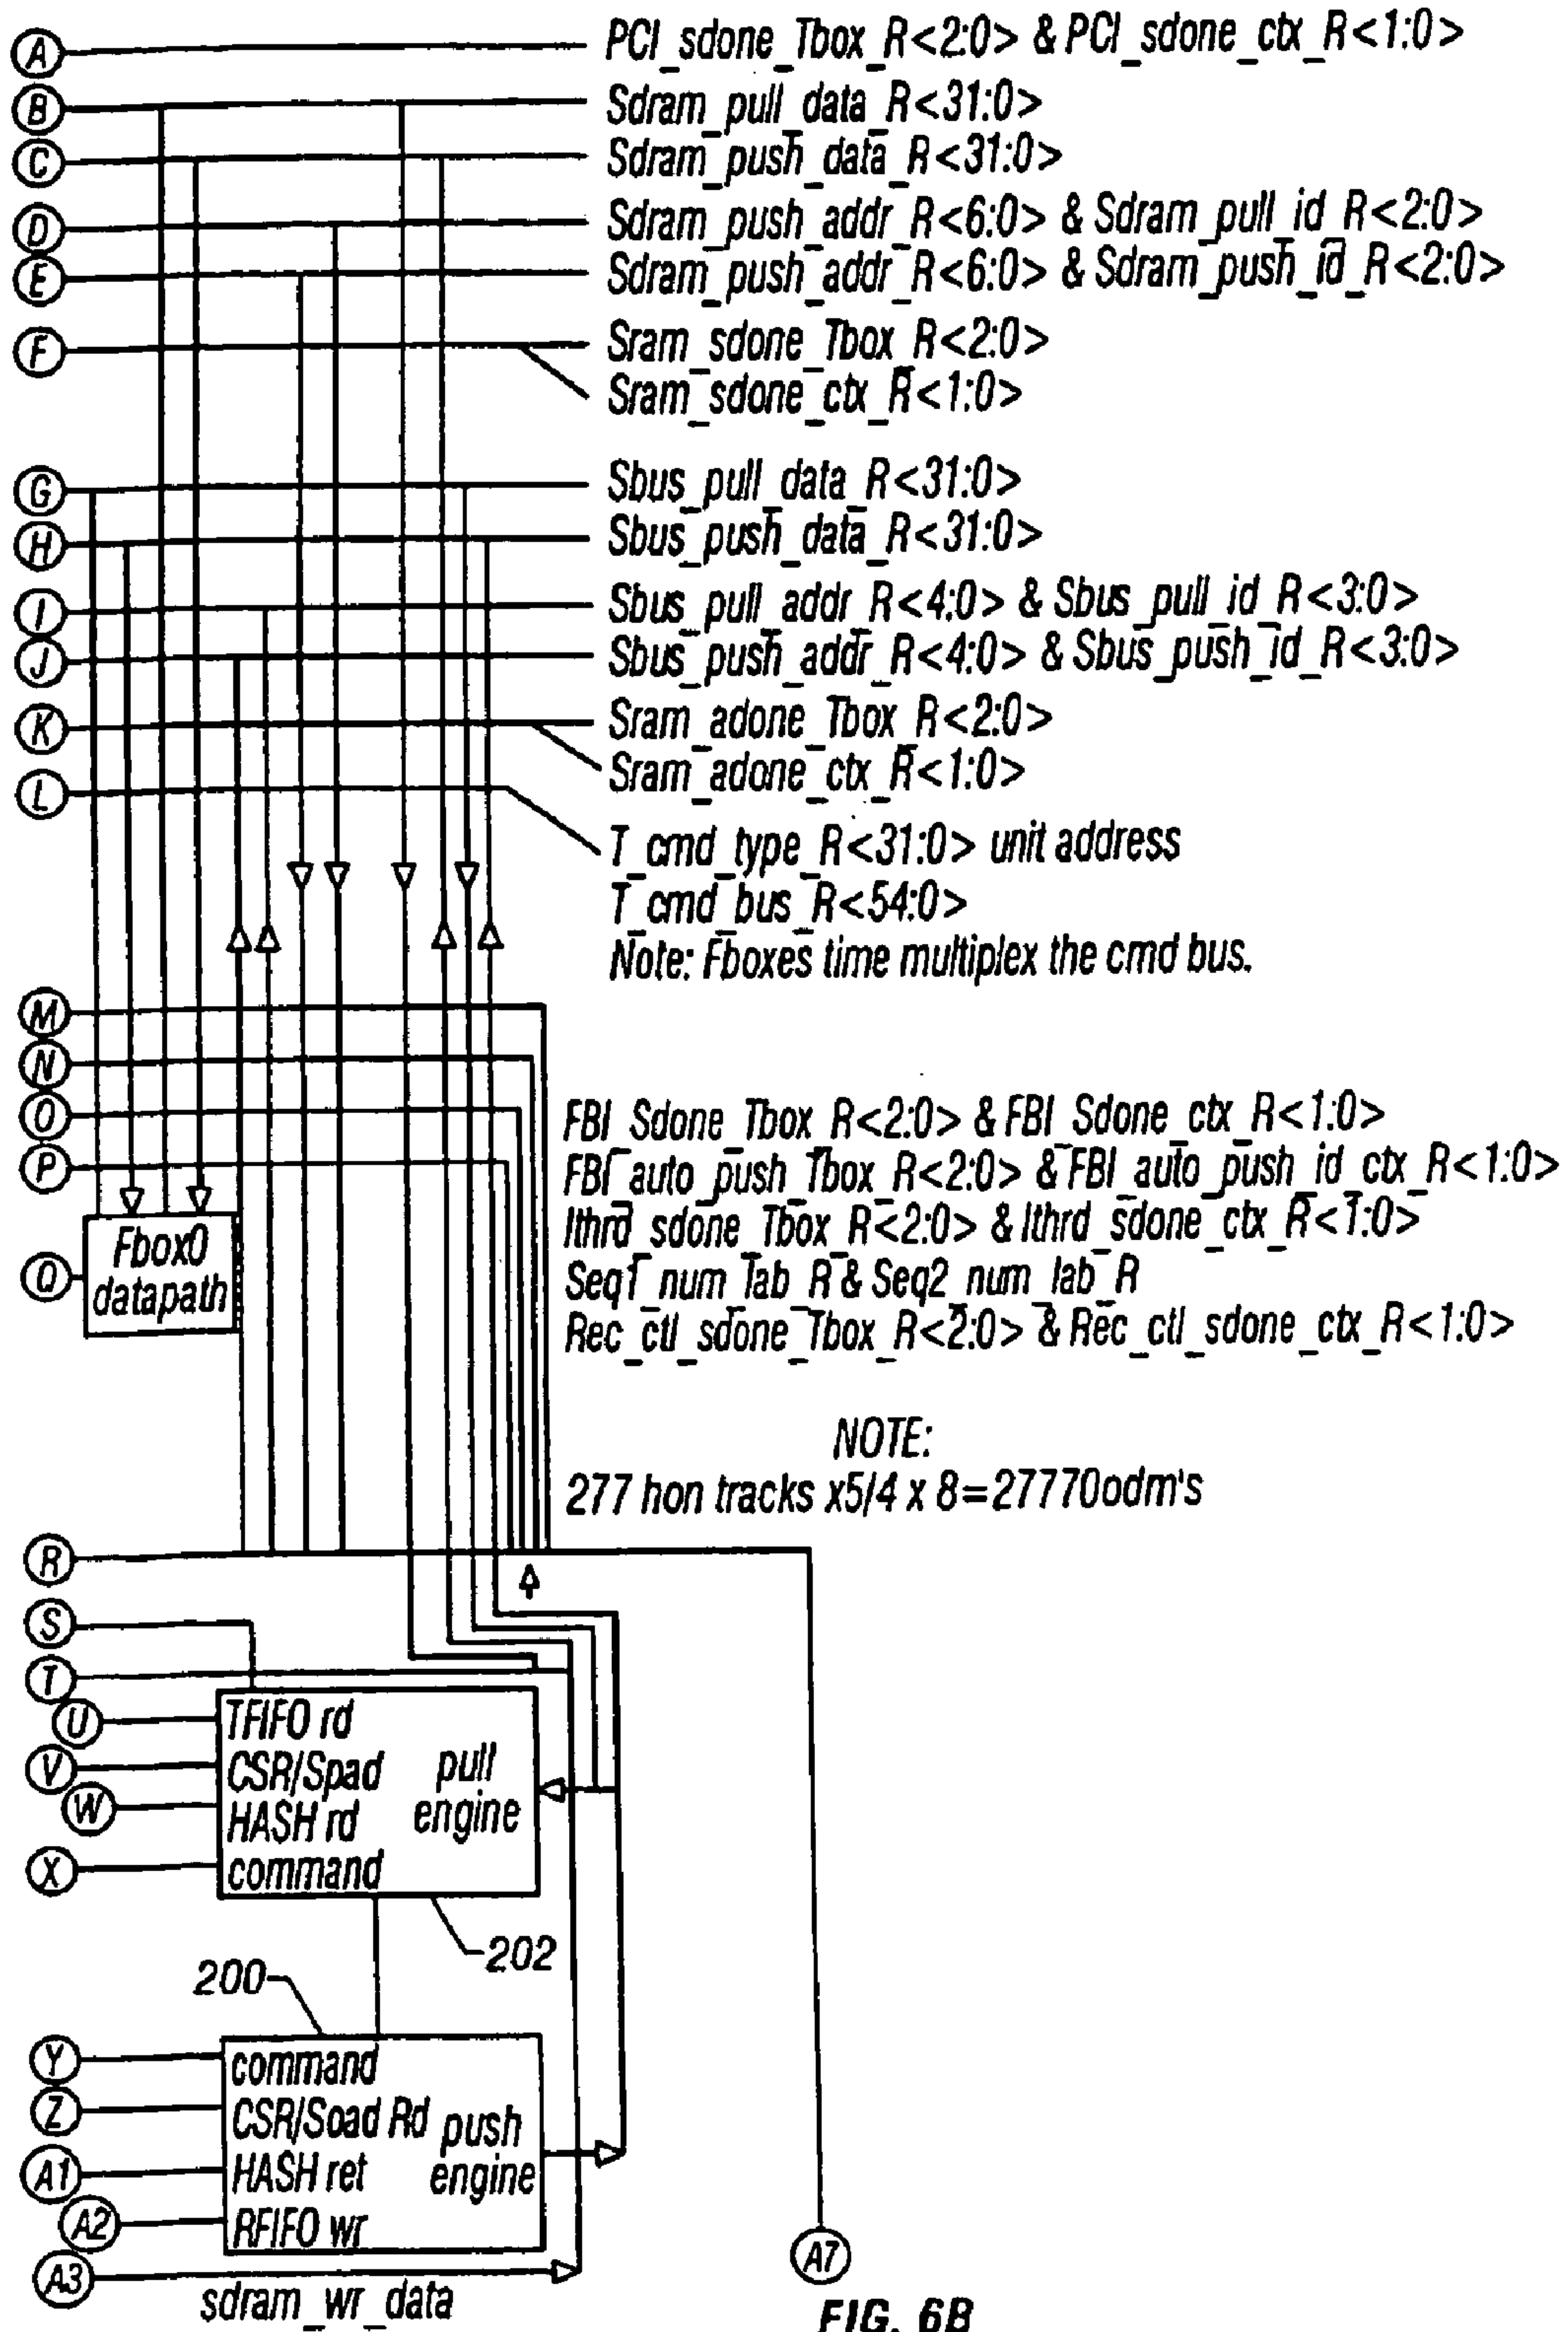 A PCI_sdone_Tbox_R<2:0> & PCI_sdone_ctx_R<1:0>
B Sdram_pull_data_R<31:0>
C Sdram_push_data_R<31:0>
D Sdram_push_addr_R<6:0> & Sdram_pull_id_R<2:0>
E Sdram_push_addr_R<6:0> & Sdram_push_id_R<2:0>
F Sram_sdone_Tbox_R<2:0>
Sram_sdone_ctx_R<1:0>
G Sbus_pull_data_R<31:0>
H Sbus_push_data_R<31:0>
I Sbus_pull_addr_R<4:0> & Sbus_pull_id_R<3:0>
J Sbus_push_addr_R<4:0> & Sbus_push_id_R<3:0>
K Sram_adone_Tbox_R<2:0>
Sram_adone_ctx_R<1:0>
L
T_cmd_type_R<31:0> unit address
T_cmd_bus_R<54:0>
Note: Fboxes time multiplex the cmd bus.
M
N
O FBI_Sdone_Tbox_R<2:0> & FBI_Sdone_ctx_R<1:0>
P FBI_auto_push_Tbox_R<2:0> & FBI_auto_push_id_ctx_R<1:0>
Ithrd_sdone_Tbox_R<2:0> & Ithrd_sdone_ctx_R<1:0>
Seq1_num_lab_R & Seq2_num_lab_R
Rec_ctl_sdone_Tbox_R<2:0> & Rec_ctl_sdone_ctx_R<1:0>
Q Fbox0
datapath
NOTE:
277 hon tracks x5/4 x 8=27770odm's
R
S
T
U TFIFO rd
V CSR/Spad pull
W HASH rd engine
X command
202
200
Y command
Z CSR/Soad Rd push
A1 HASH ret engine
A2 RFIFO wr
A3
sdram_wr_data
A7
FIG. 6B